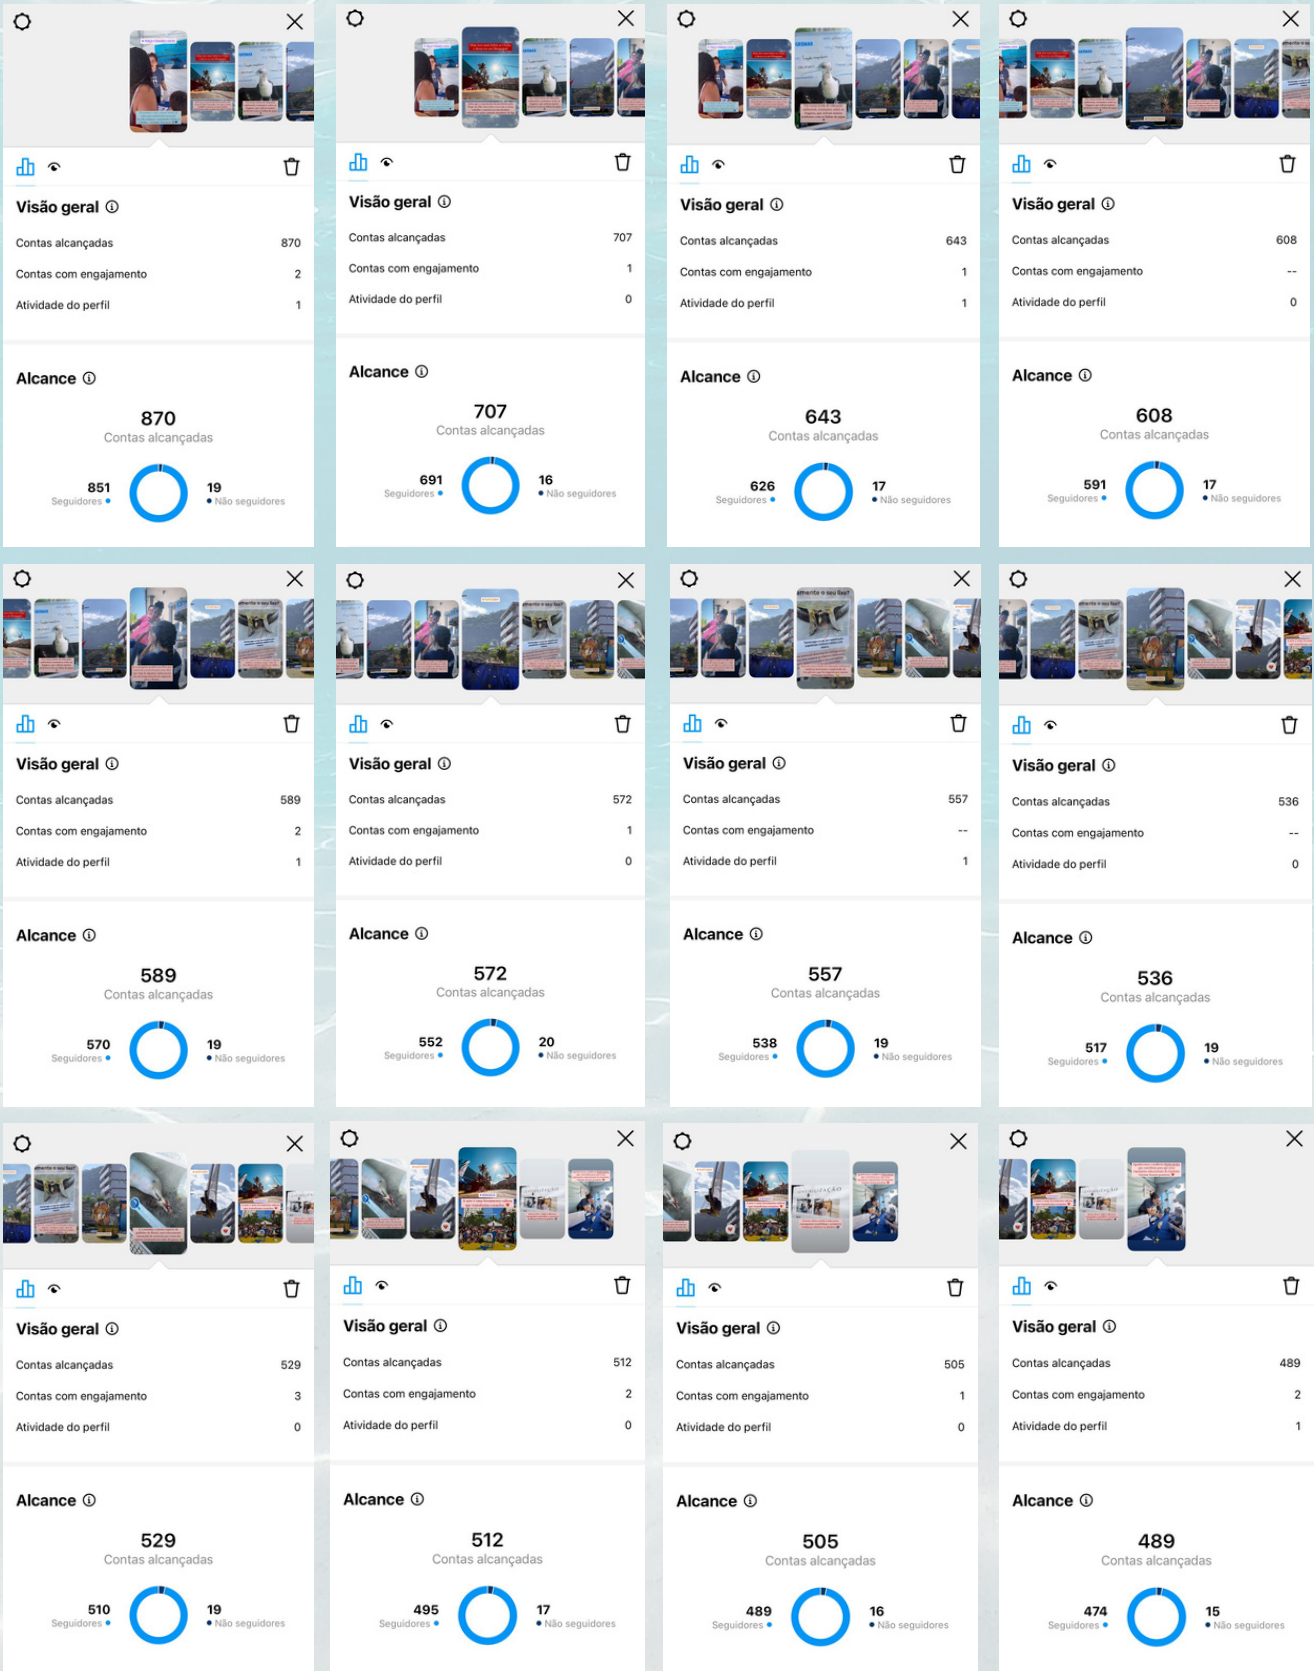 Visão geral
Contas alcançadas 870
Contas com engajamento 2
Atividade do perfil 1
Alcance
870
Contas alcançadas
851 19
Seguidores Não seguidores
Visão geral
Contas alcançadas 707
Contas com engajamento 1
Atividade do perfil 0
Alcance
707
Contas alcançadas
691 16
Seguidores Não seguidores
Visão geral
Contas alcançadas 643
Contas com engajamento 1
Atividade do perfil 1
Alcance
643
Contas alcançadas
626 17
Seguidores Não seguidores
Visão geral
Contas alcançadas 608
Contas com engajamento --
Atividade do perfil 0
Alcance
608
Contas alcançadas
591 17
Seguidores Não seguidores
Visão geral
Contas alcançadas 589
Contas com engajamento 2
Atividade do perfil 1
Alcance
589
Contas alcançadas
570 19
Seguidores Não seguidores
Visão geral
Contas alcançadas 572
Contas com engajamento 1
Atividade do perfil 0
Alcance
572
Contas alcançadas
552 20
Seguidores Não seguidores
amente o seu lixo?
Visão geral
Contas alcançadas 557
Contas com engajamento --
Atividade do perfil 1
Alcance
557
Contas alcançadas
538 19
Seguidores Não seguidores
Visão geral
Contas alcançadas 536
Contas com engajamento --
Atividade do perfil 0
Alcance
536
Contas alcançadas
517 19
Seguidores Não seguidores
Visão geral
Contas alcançadas 529
Contas com engajamento 3
Atividade do perfil 0
Alcance
529
Contas alcançadas
510 19
Seguidores Não seguidores
Visão geral
Contas alcançadas 512
Contas com engajamento 2
Atividade do perfil 0
Alcance
512
Contas alcançadas
495 17
Seguidores Não seguidores
Visão geral
Contas alcançadas 505
Contas com engajamento 1
Atividade do perfil 0
Alcance
505
Contas alcançadas
489 16
Seguidores Não seguidores
Visão geral
Contas alcançadas 489
Contas com engajamento 2
Atividade do perfil 1
Alcance
489
Contas alcançadas
474 15
Seguidores Não seguidores